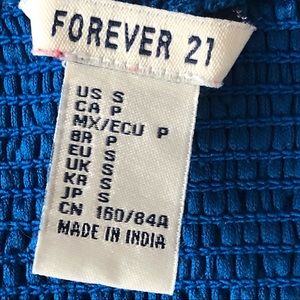 FOREVER 21
US S
CA P
MX/ECU P
BR P
EU S
UK S
KR S
JP S
CN 160/84A
MADE IN INDIA